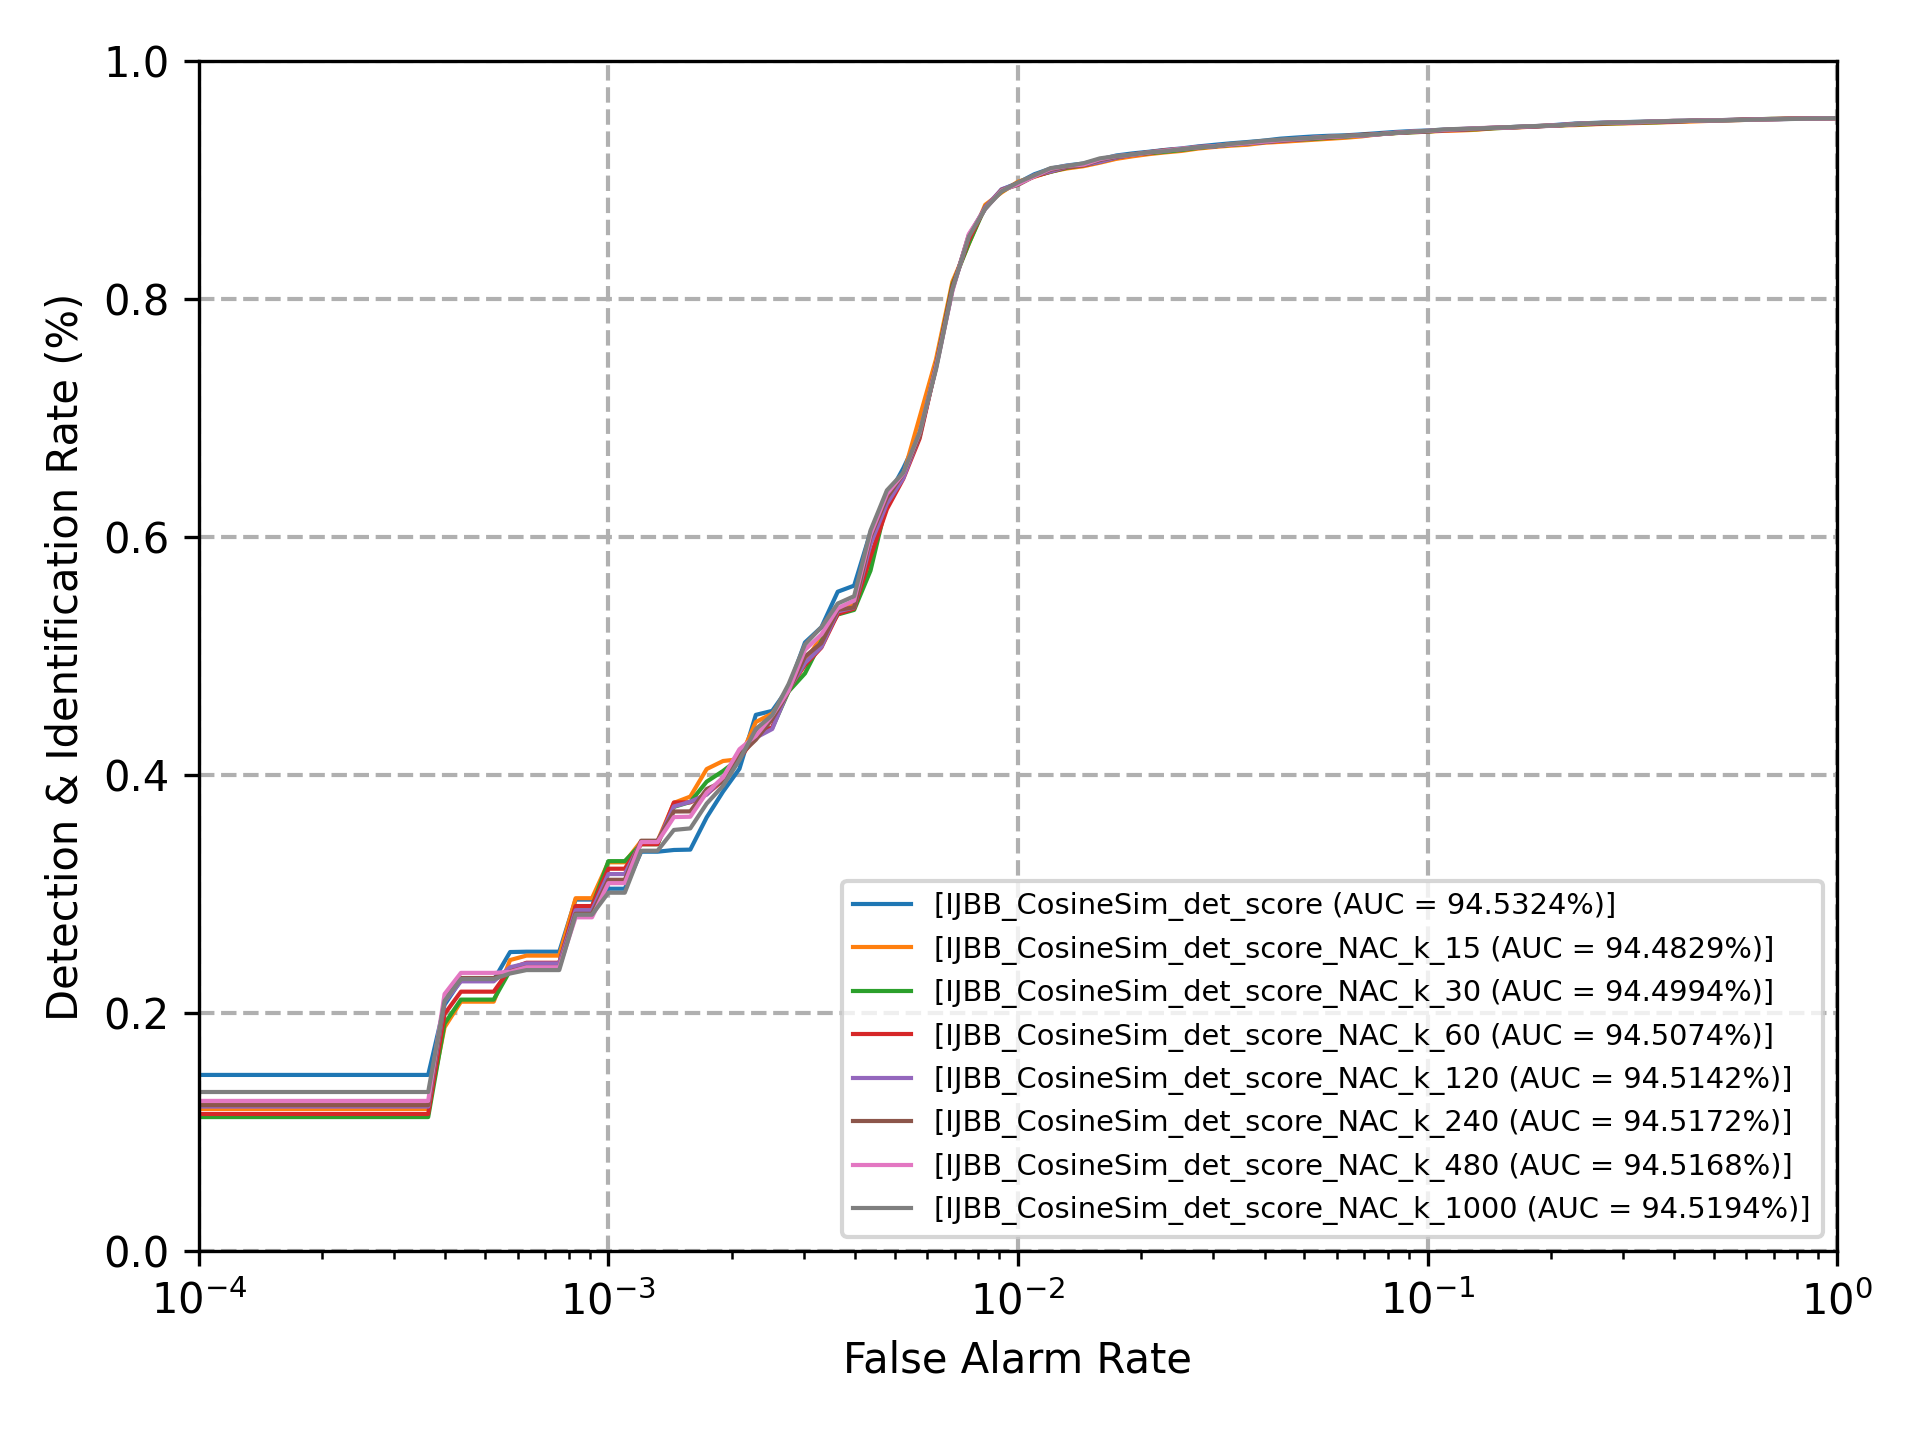 1.0
0.8
0.6
0.4
0.2
0.0
Detection & Identification Rate (%)
[IJBB_CosineSim_det_score (AUC = 94.5324%)]
[IJBB_CosineSim_det_score_NAC_k_15 (AUC = 94.4829%)]
[IJBB_CosineSim_det_score_NAC_k_30 (AUC = 94.4994%)]
[IJBB_CosineSim_det_score_NAC_k_60 (AUC = 94.5074%)]
[IJBB_CosineSim_det_score_NAC_k_120 (AUC = 94.5142%)]
[IJBB_CosineSim_det_score_NAC_k_240 (AUC = 94.5172%)]
[IJBB_CosineSim_det_score_NAC_k_480 (AUC = 94.5168%)]
[IJBB_CosineSim_det_score_NAC_k_1000 (AUC = 94.5194%)]
10⁻⁴ 10⁻³ 10⁻² 10⁻¹ 10⁰
False Alarm Rate